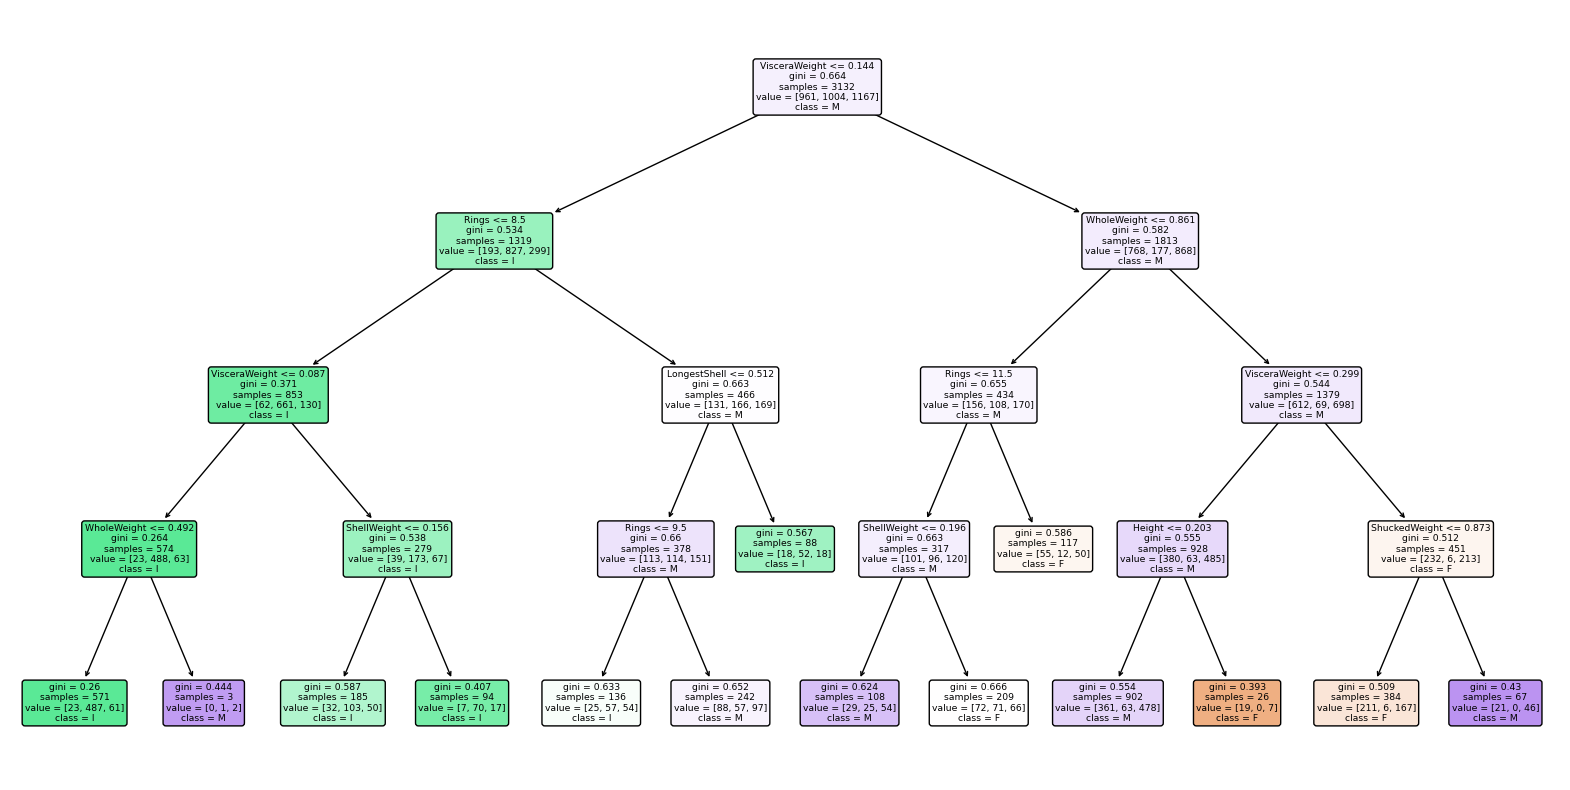 VisceraWeight <= 0.144
gini = 0.664
samples = 3132
value = [961, 1004, 1167]
class = M
Rings <= 8.5
gini = 0.534
samples = 1319
value = [193, 827, 299]
class = I
WholeWeight <= 0.861
gini = 0.582
samples = 1813
value = [768, 177, 868]
class = M
VisceraWeight <= 0.087
gini = 0.371
samples = 853
value = [62, 661, 130]
class = I
LongestShell <= 0.512
gini = 0.663
samples = 466
value = [131, 166, 169]
class = M
Rings <= 11.5
gini = 0.655
samples = 434
value = [156, 108, 170]
class = M
VisceraWeight <= 0.299
gini = 0.544
samples = 1379
value = [612, 69, 698]
class = M
WholeWeight <= 0.492
gini = 0.264
samples = 574
value = [23, 488, 63]
class = I
ShellWeight <= 0.156
gini = 0.538
samples = 279
value = [39, 173, 67]
class = I
Rings <= 9.5
gini = 0.66
samples = 378
value = [113, 114, 151]
class = M
gini = 0.567
samples = 88
value = [18, 52, 18]
class = I
ShellWeight <= 0.196
gini = 0.663
samples = 317
value = [101, 96, 120]
class = M
gini = 0.586
samples = 117
value = [55, 12, 50]
class = F
Height <= 0.203
gini = 0.555
samples = 928
value = [380, 63, 485]
class = M
ShuckedWeight <= 0.873
gini = 0.512
samples = 451
value = [232, 6, 213]
class = F
gini = 0.26
samples = 571
value = [23, 487, 61]
class = I
gini = 0.444
samples = 3
value = [0, 1, 2]
class = M
gini = 0.587
samples = 185
value = [32, 103, 50]
class = I
gini = 0.407
samples = 94
value = [7, 70, 17]
class = I
gini = 0.633
samples = 136
value = [25, 57, 54]
class = I
gini = 0.652
samples = 242
value = [88, 57, 97]
class = M
gini = 0.624
samples = 108
value = [29, 25, 54]
class = M
gini = 0.666
samples = 209
value = [72, 71, 66]
class = F
gini = 0.554
samples = 902
value = [361, 63, 478]
class = M
gini = 0.393
samples = 26
value = [19, 0, 7]
class = F
gini = 0.509
samples = 384
value = [211, 6, 167]
class = F
gini = 0.43
samples = 67
value = [21, 0, 46]
class = M